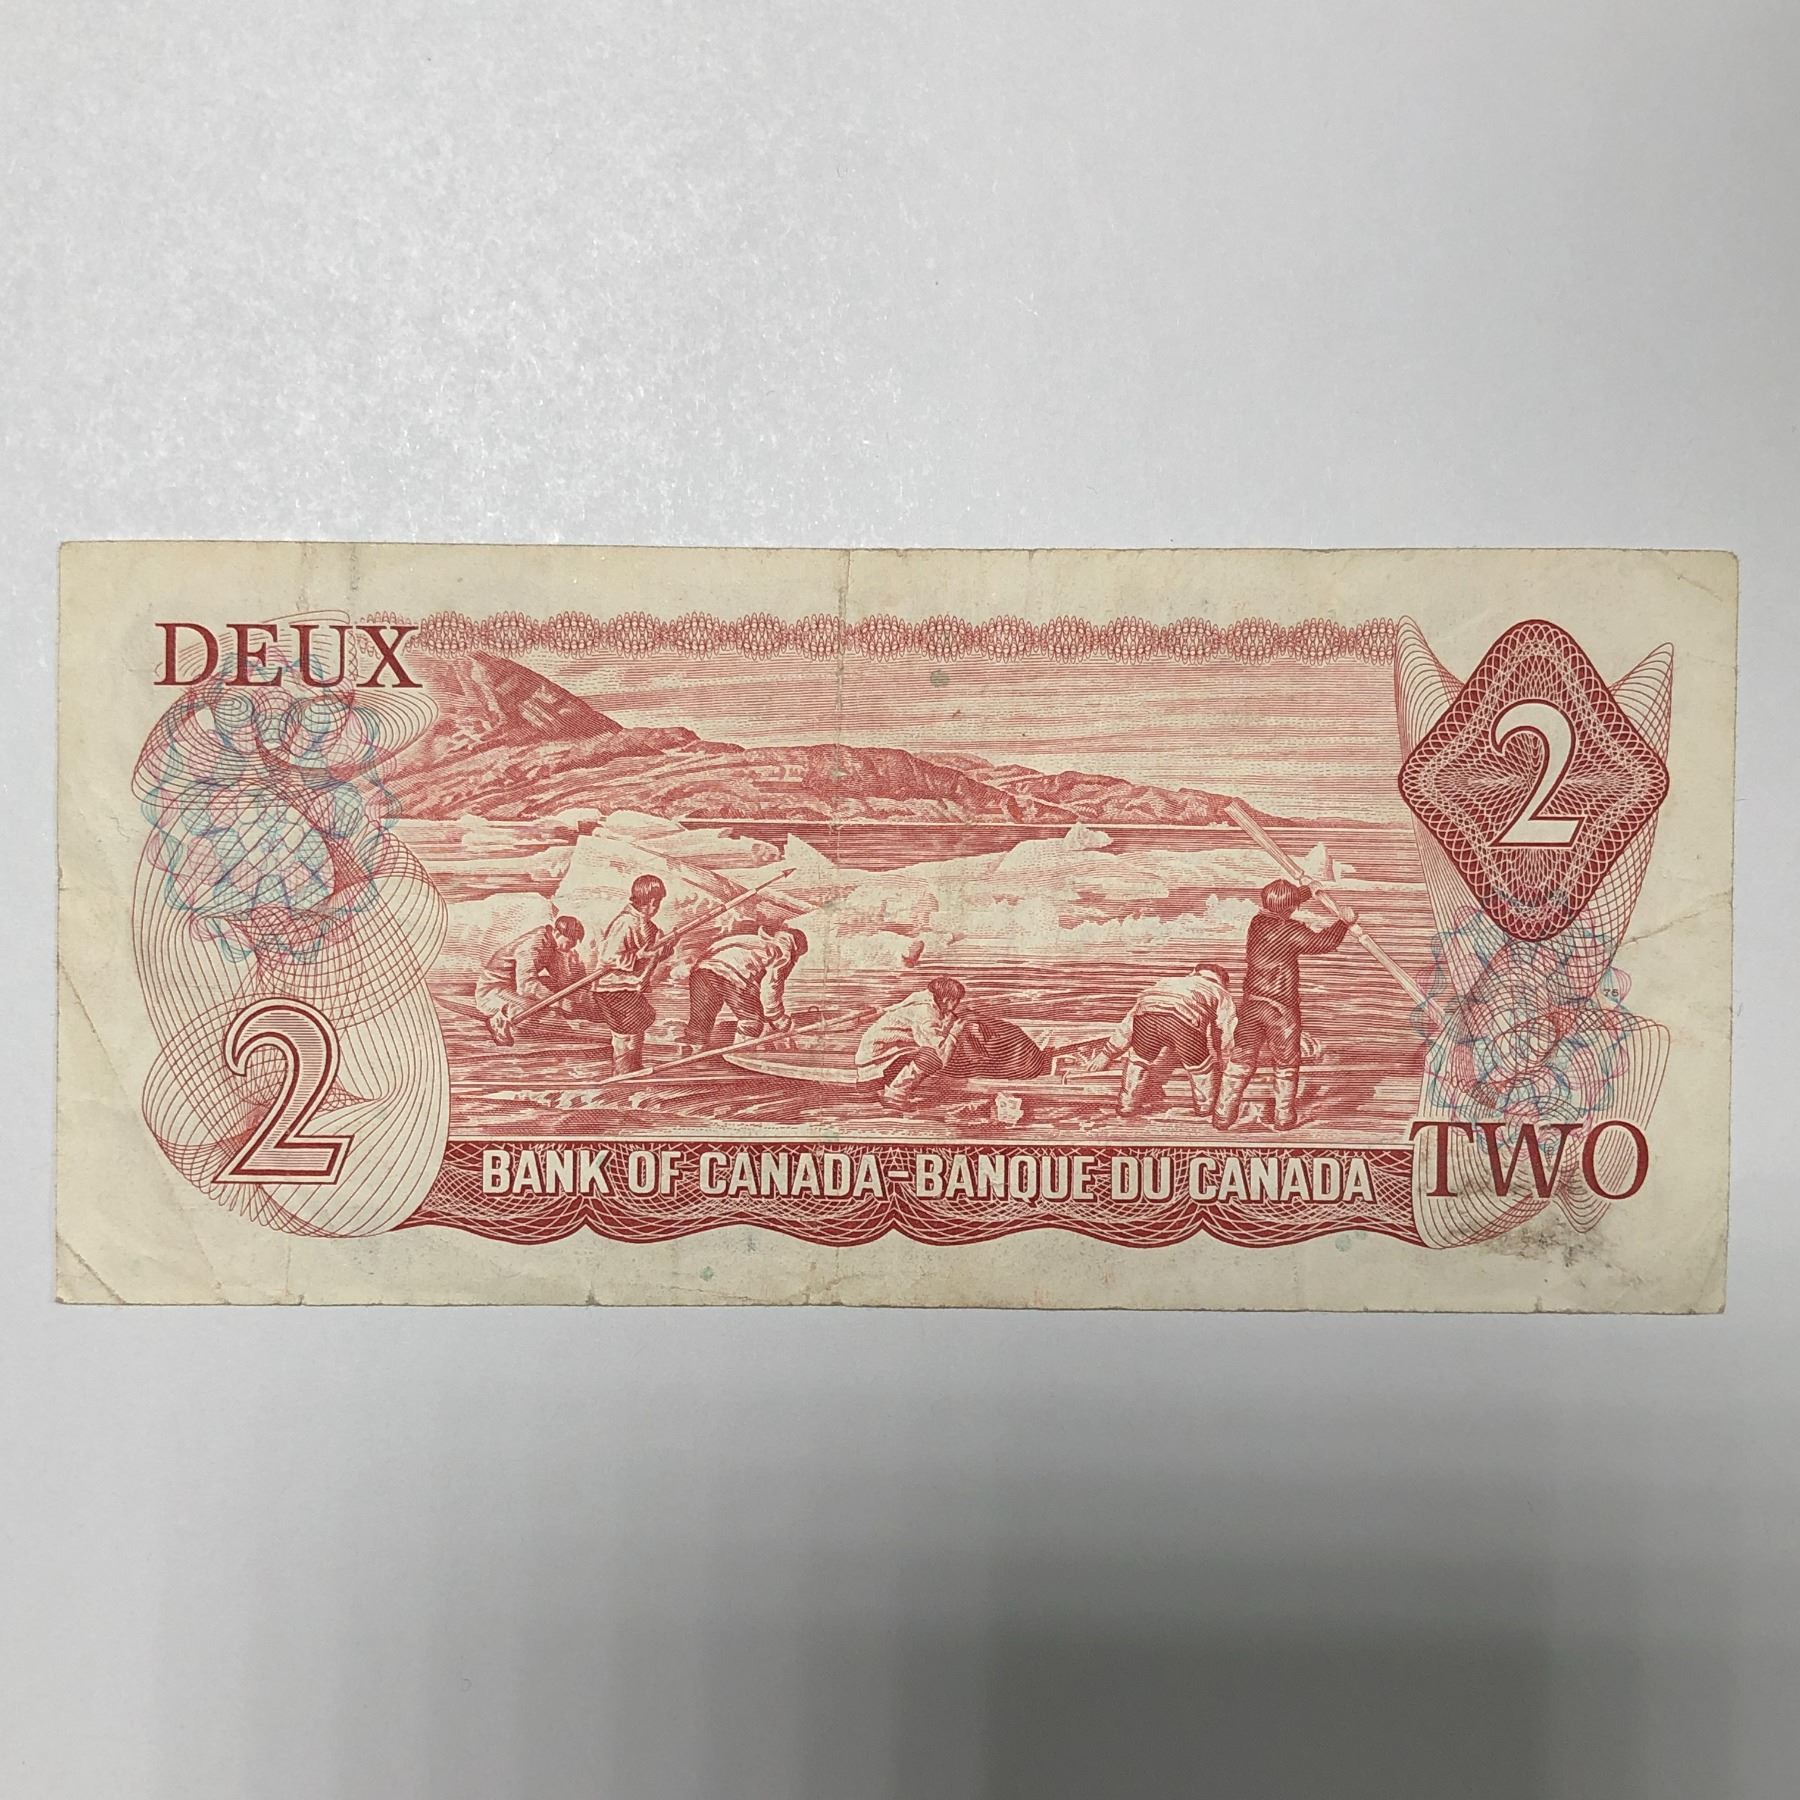 DEUX
2
2
TWO
BANK OF CANADA-BANQUE DU CANADA